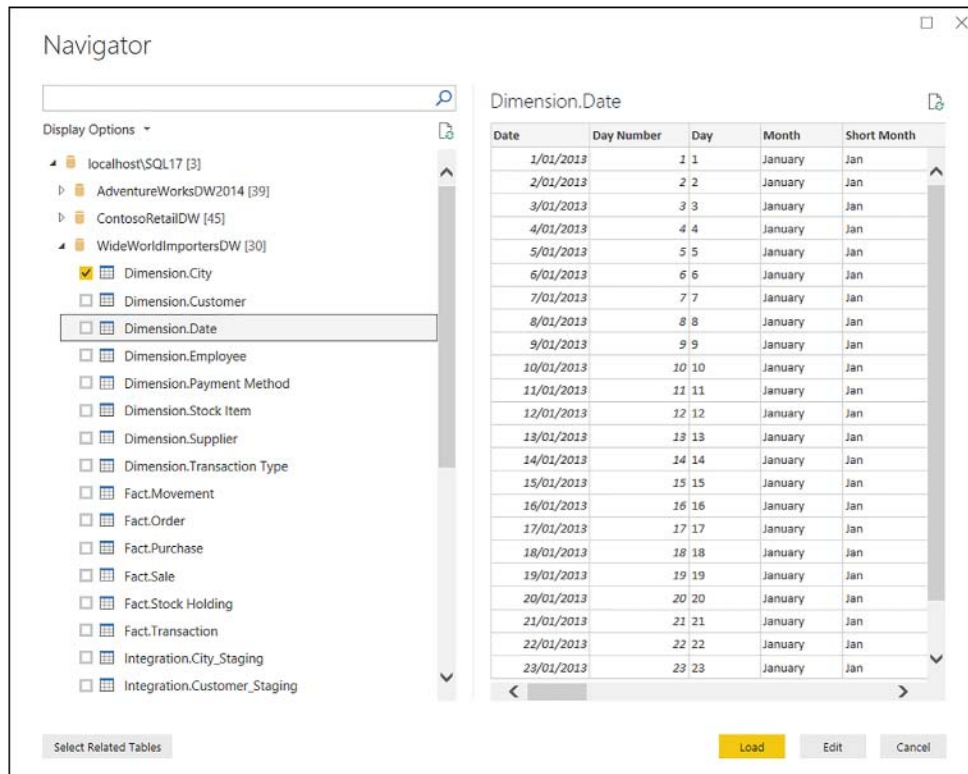 Navigator
Display Options
localhost\SQL17 [3]
AdventureWorksDW2014 [39]
ContosoRetailDW [45]
WideWorldImportersDW [30]
Dimension.City
Dimension.Customer
Dimension.Date
Dimension.Employee
Dimension.Payment Method
Dimension.Stock Item
Dimension.Supplier
Dimension.Transaction Type
Fact.Movement
Fact.Order
Fact.Purchase
Fact.Sale
Fact.Stock Holding
Fact.Transaction
Integration.City_Staging
Integration.Customer_Staging
Dimension.Date
Date Day Number Day Month Short Month
1/01/2013 1 1 January Jan
2/01/2013 2 2 January Jan
3/01/2013 3 3 January Jan
4/01/2013 4 4 January Jan
5/01/2013 5 5 January Jan
6/01/2013 6 6 January Jan
7/01/2013 7 7 January Jan
8/01/2013 8 8 January Jan
9/01/2013 9 9 January Jan
10/01/2013 10 10 January Jan
11/01/2013 11 11 January Jan
12/01/2013 12 12 January Jan
13/01/2013 13 13 January Jan
14/01/2013 14 14 January Jan
15/01/2013 15 15 January Jan
16/01/2013 16 16 January Jan
17/01/2013 17 17 January Jan
18/01/2013 18 18 January Jan
19/01/2013 19 19 January Jan
20/01/2013 20 20 January Jan
21/01/2013 21 21 January Jan
22/01/2013 22 22 January Jan
23/01/2013 23 23 January Jan
Select Related Tables
Load Edit Cancel